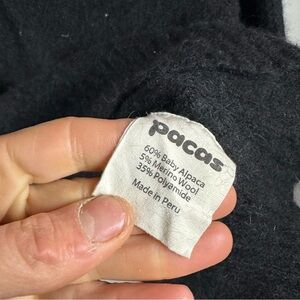 pacas
60% Baby Alpaca
5% Merino Wool
35% Polyamide
Made in Peru